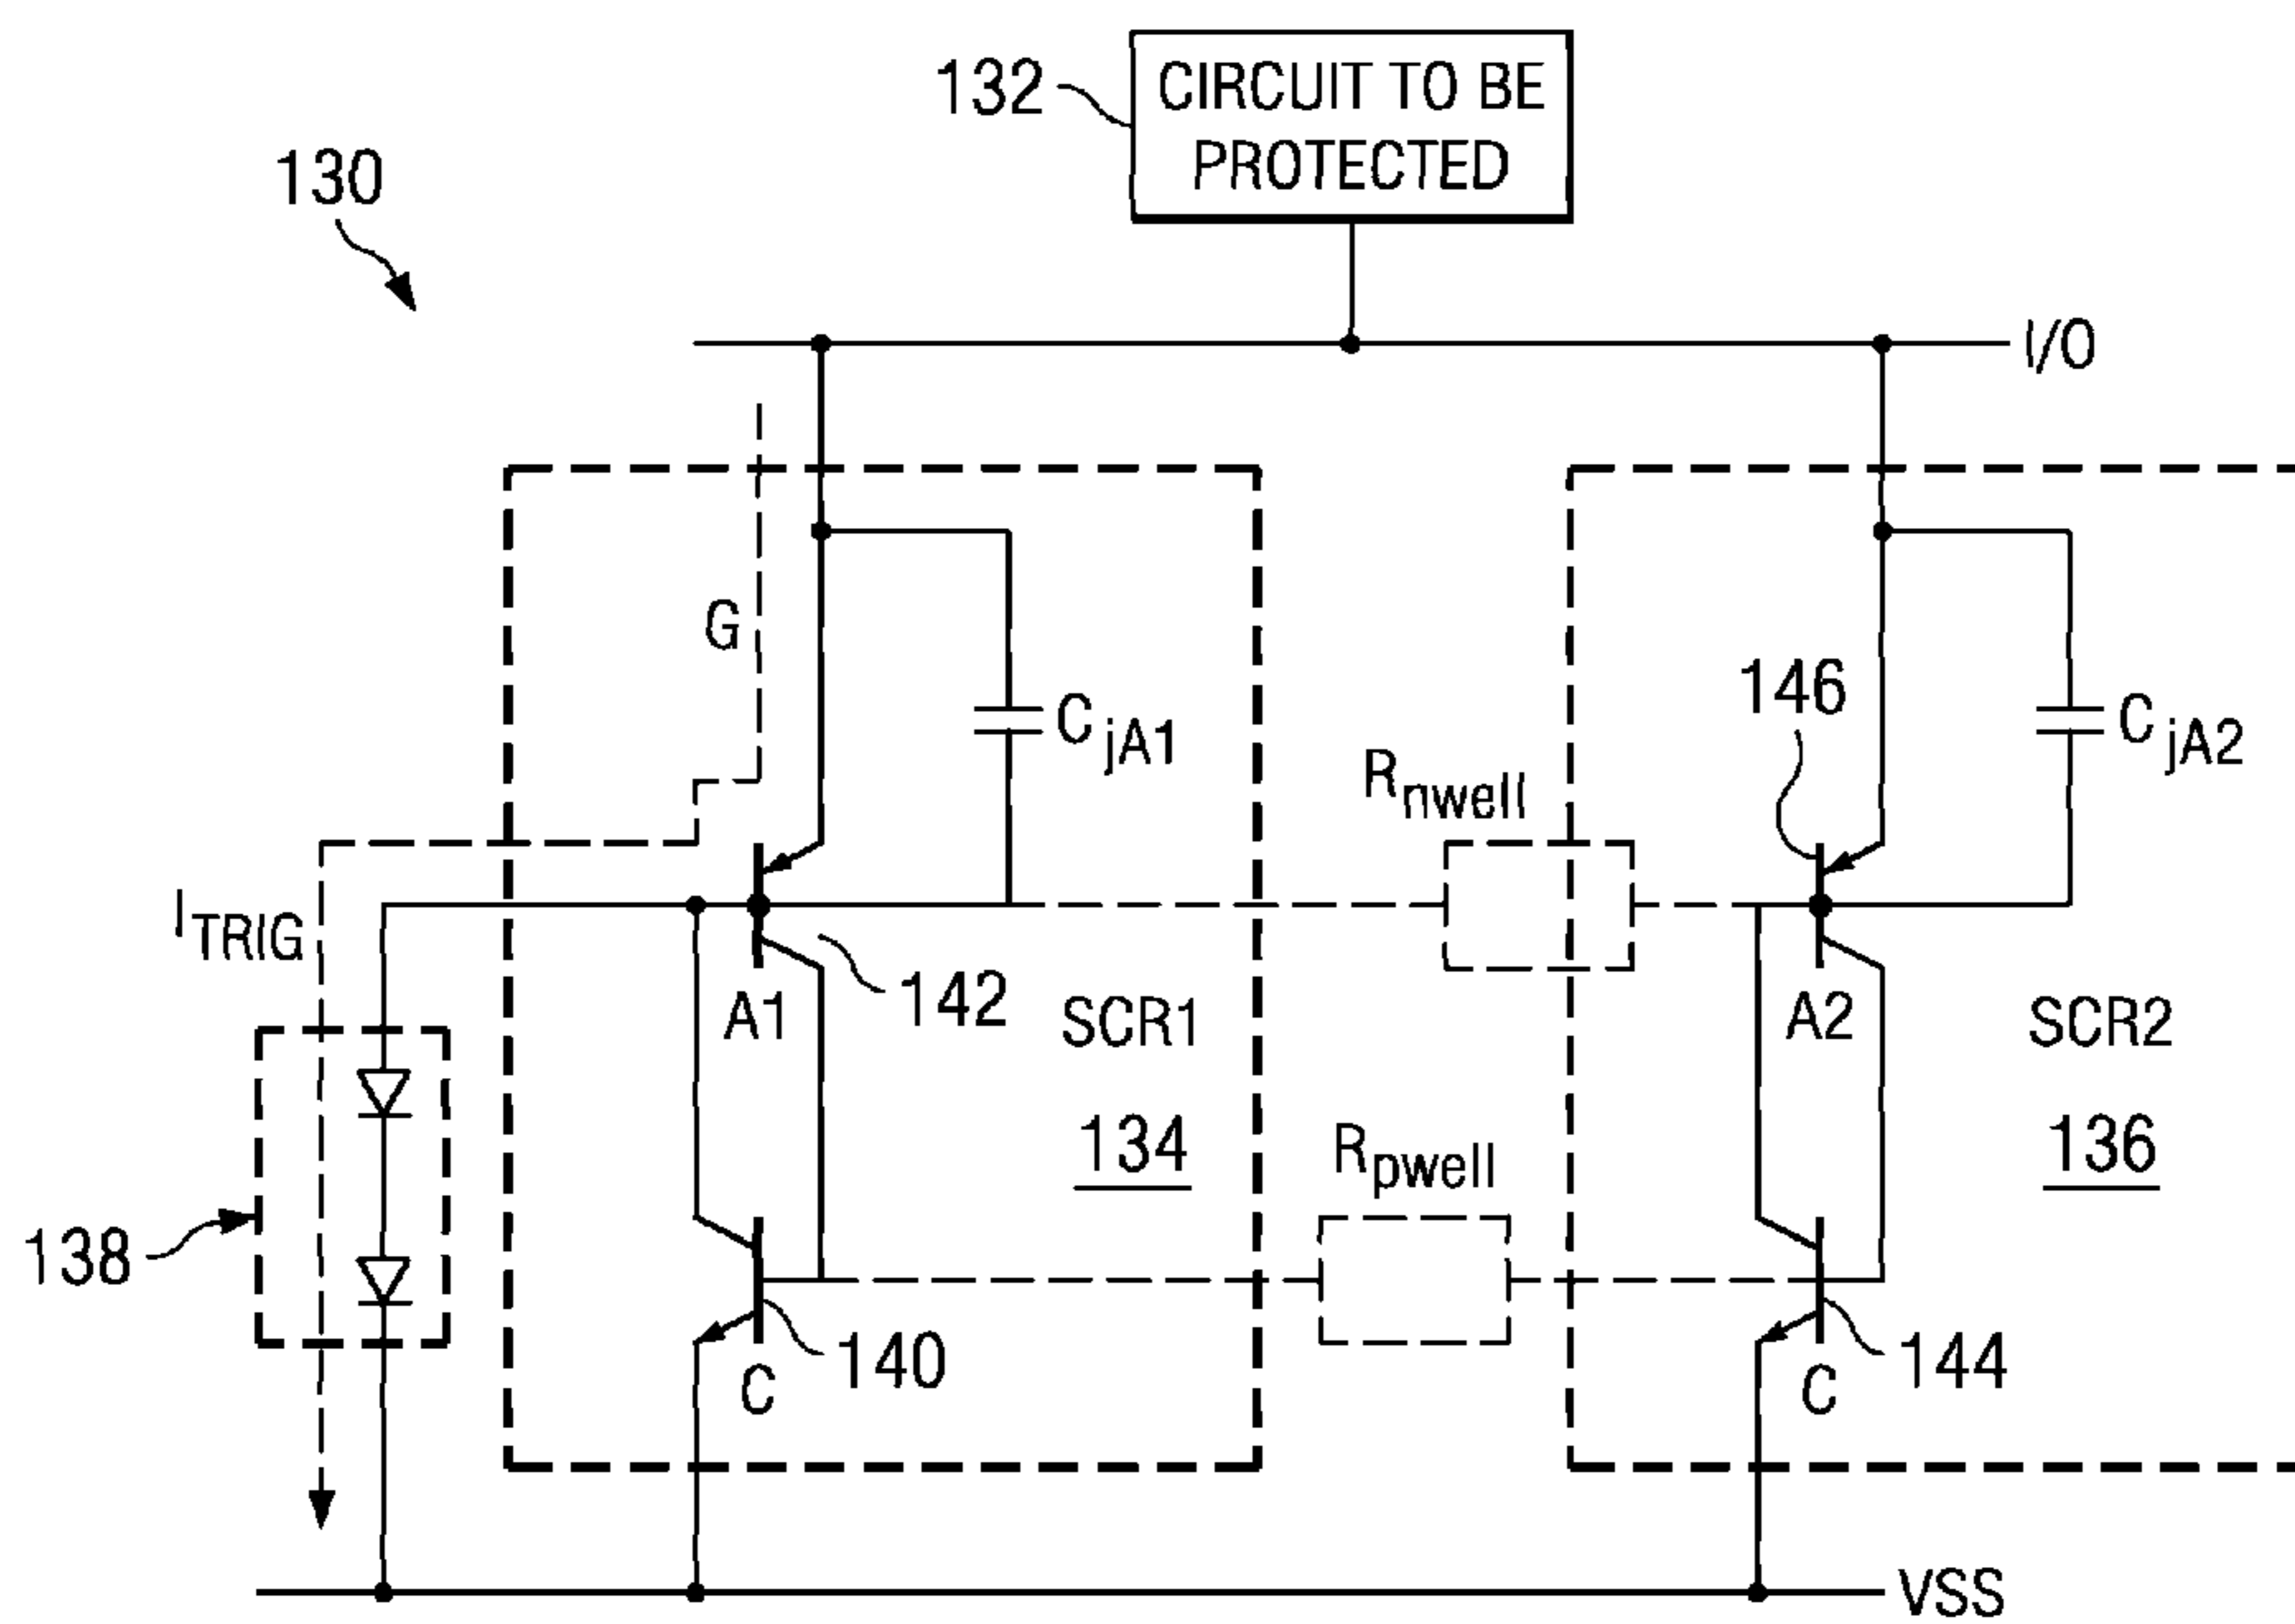 132
CIRCUIT TO BE
PROTECTED
130
I/O
G
146
CjA1
CjA2
Rnwell
ITRIG
142
A1
SCR1
A2
SCR2
134
Rpwell
136
138
140
C
144
C
VSS